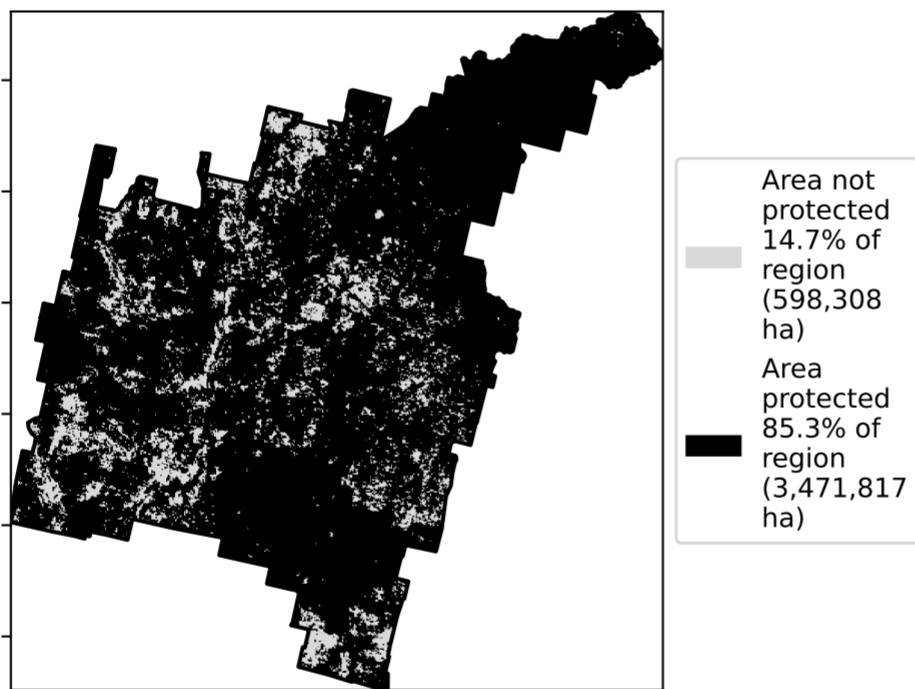 Area not
protected
14.7% of
region
(598,308
ha)
Area
protected
85.3% of
region
(3,471,817
ha)